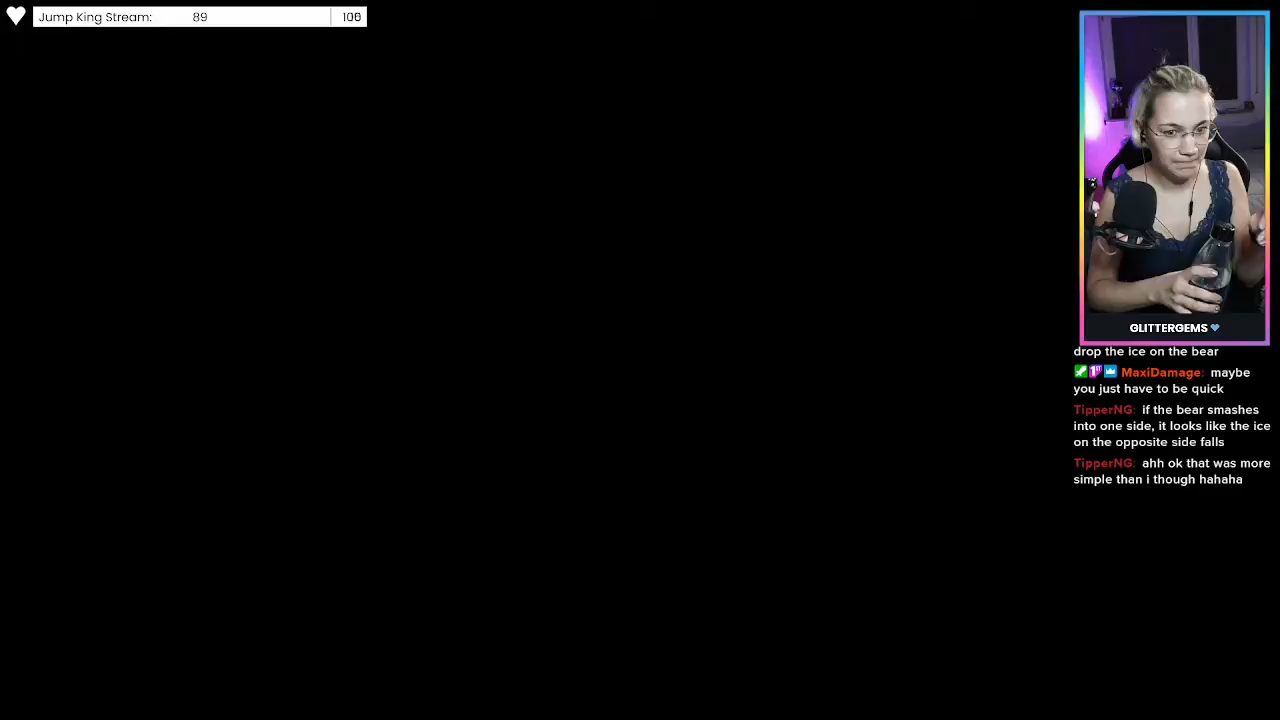 Jump King Stream: 89 106
GLITTERGEMS
drop the ice on the bear
MaxiDamage: maybe
you just have to be quick
TipperNG: if the bear smashes
into one side, it looks like the ice
on the opposite side falls
TipperNG: ahh ok that was more
simple than i though hahaha